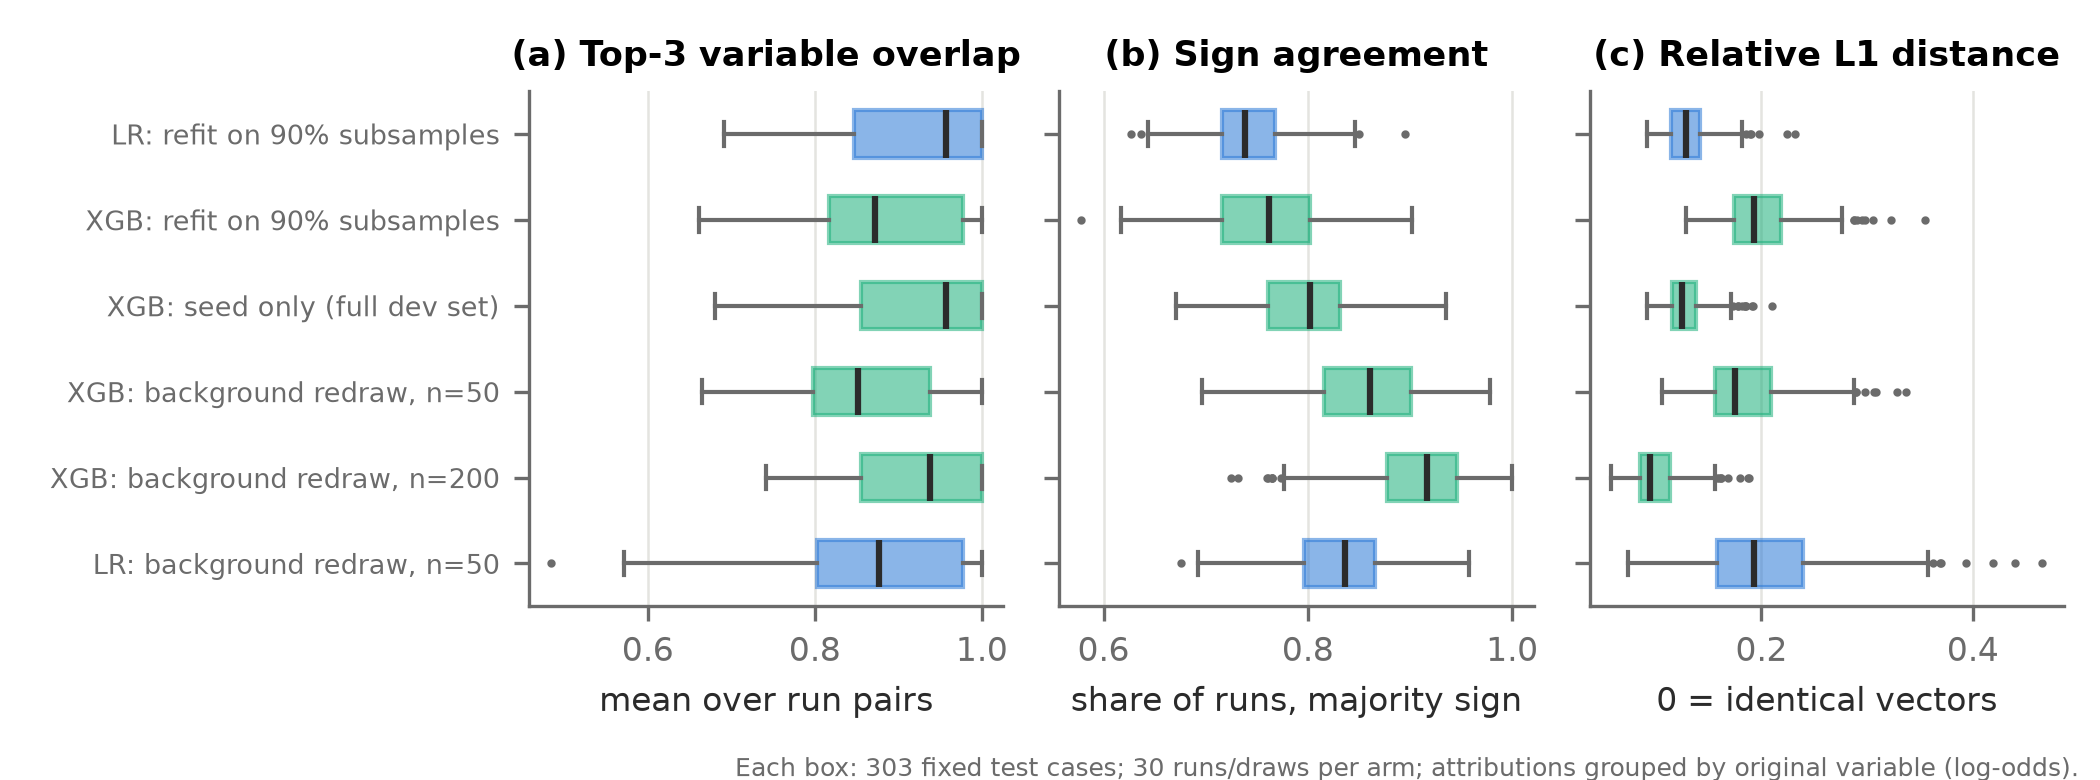 (a) Top-3 variable overlap
(b) Sign agreement
(c) Relative L1 distance
LR: refit on 90% subsamples
XGB: refit on 90% subsamples
XGB: seed only (full dev set)
XGB: background redraw, n=50
XGB: background redraw, n=200
LR: background redraw, n=50
0.6 0.8 1.0
0.6 0.8 1.0
0.2 0.4
mean over run pairs
share of runs, majority sign
0 = identical vectors
Each box: 303 fixed test cases; 30 runs/draws per arm; attributions grouped by original variable (log-odds).